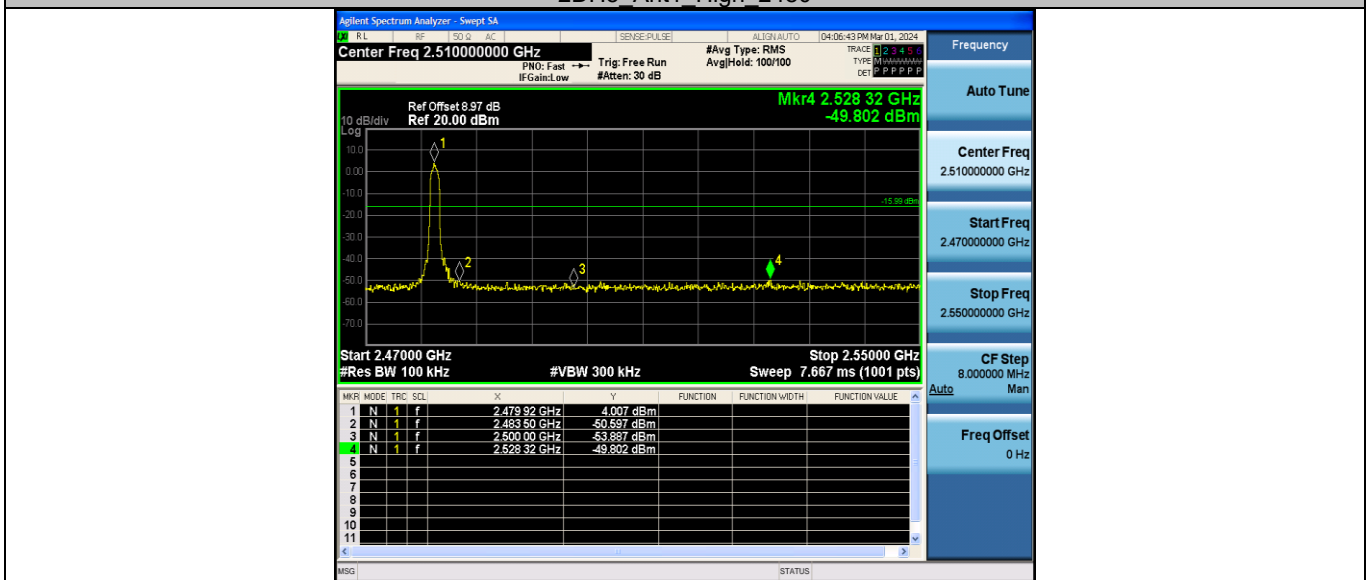 Agilent Spectrum Analyzer - Swept SA
RL RF 50 Ω AC SENSE:PULSE ALIGN AUTO 04:06:43 PM Mar 01, 2024
Center Freq 2.510000000 GHz
PNO: Fast
IFGain:Low
Trig: Free Run
#Atten: 30 dB
#Avg Type: RMS
Avg|Hold: 100/100
TRACE 1 2 3 4 5 6
TYPE M
DET P P P P P P
Ref Offset 8.97 dB
10 dB/div Ref 20.00 dBm
Log
Mkr4 2.528 32 GHz
-49.802 dBm
10.0
0.00
-10.0
-20.0
-30.0
-40.0
-50.0
-60.0
-70.0
-15.99 dBm
1
2
3
4
Start 2.47000 GHz Stop 2.55000 GHz
#Res BW 100 kHz #VBW 300 kHz Sweep 7.667 ms (1001 pts)
MKR MODE TRC SCL X Y FUNCTION FUNCTION WIDTH FUNCTION VALUE
1 N 1 f 2.479 92 GHz 4.007 dBm
2 N 1 f 2.483 50 GHz -50.597 dBm
3 N 1 f 2.500 00 GHz -53.887 dBm
4 N 1 f 2.528 32 GHz -49.802 dBm
5
6
7
8
9
10
11
MSG STATUS
Frequency
Auto Tune
Center Freq
2.510000000 GHz
Start Freq
2.470000000 GHz
Stop Freq
2.550000000 GHz
CF Step
8.000000 MHz
Auto Man
Freq Offset
0 Hz